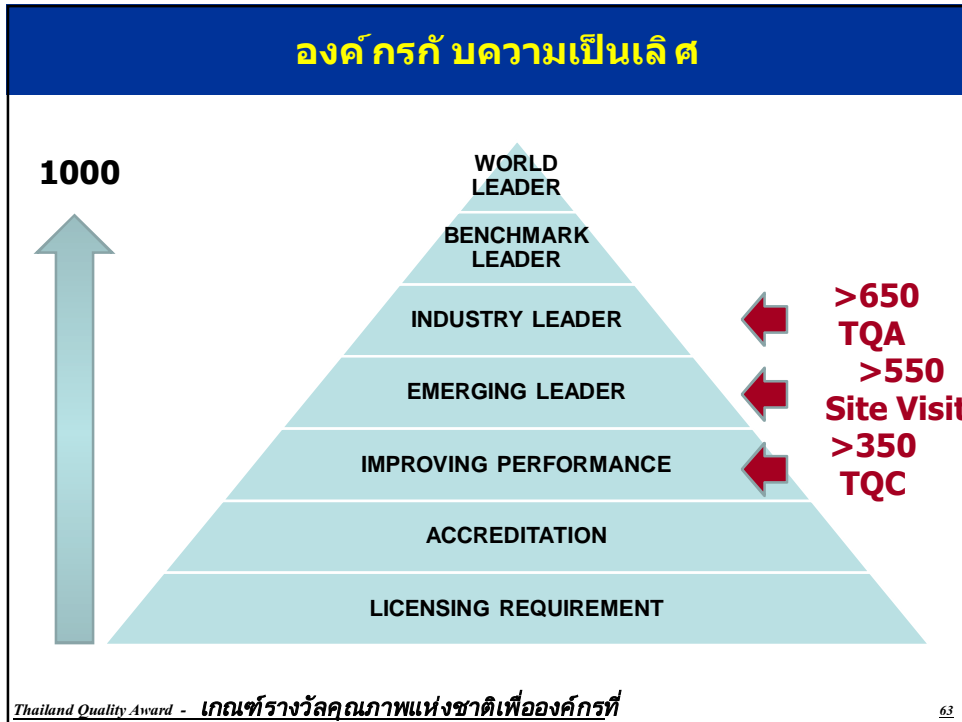 องค์กรกับความเป็นเลิศ
1000
WORLD
LEADER
BENCHMARK
LEADER
INDUSTRY LEADER
EMERGING LEADER
IMPROVING PERFORMANCE
ACCREDITATION
LICENSING REQUIREMENT
>650
TQA
>550
Site Visit
>350
TQC
Thailand Quality Award - เกณฑ์รางวัลคุณภาพแห่งชาติเพื่อองค์กรที่
63